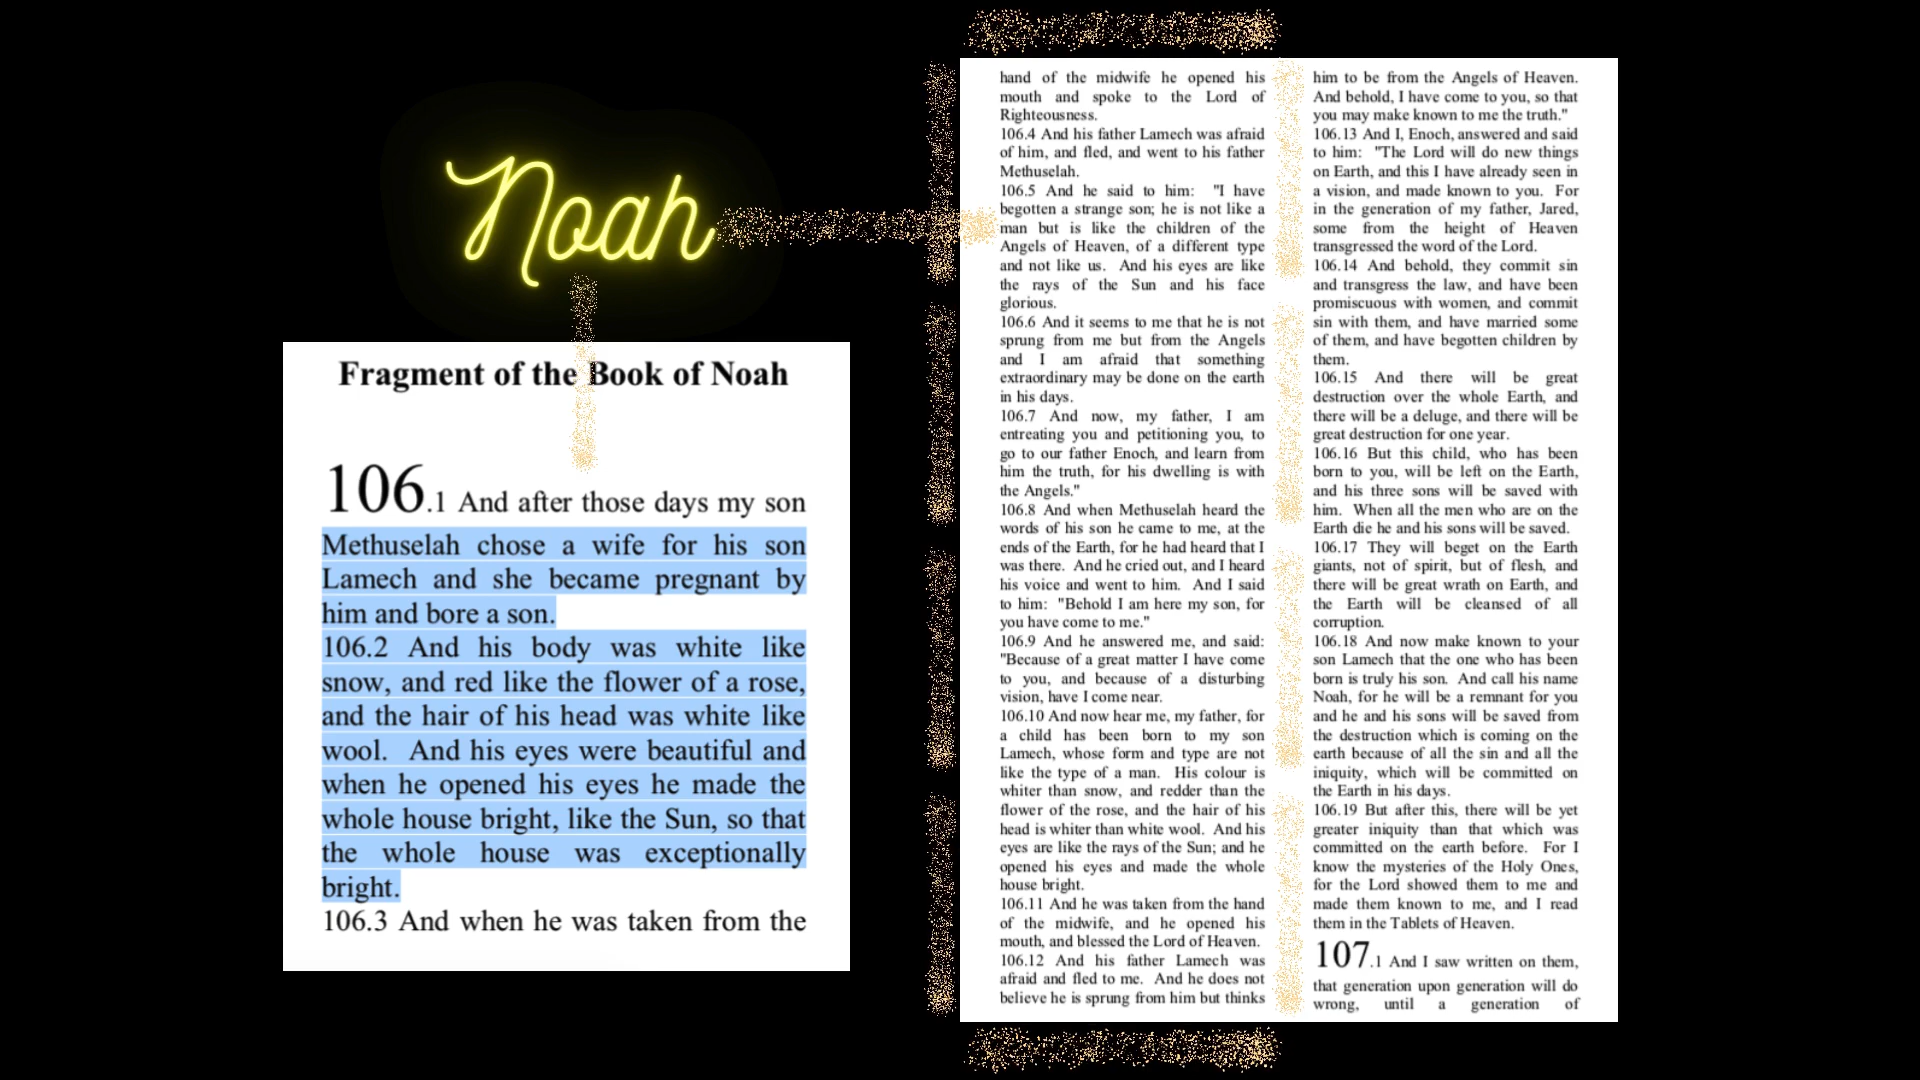 Noah
Fragment of the Book of Noah
106.1 And after those days my son
Methuselah chose a wife for his son
Lamech and she became pregnant by
him and bore a son.
106.2 And his body was white like
snow, and red like the flower of a rose,
and the hair of his head was white like
wool. And his eyes were beautiful and
when he opened his eyes he made the
whole house bright, like the Sun, so that
the whole house was exceptionally
bright.
106.3 And when he was taken from the
hand of the midwife he opened his
mouth and spoke to the Lord of
Righteousness.
106.4 And his father Lamech was afraid
of him, and fled, and went to his father
Methuselah.
106.5 And he said to him: "I have
begotten a strange son; he is not like a
man but is like the children of the
Angels of Heaven, of a different type
and not like us. And his eyes are like
the rays of the Sun and his face
glorious.
106.6 And it seems to me that he is not
sprung from me but from the Angels
and I am afraid that something
extraordinary may be done on the earth
in his days.
106.7 And now, my father, I am
entreating you and petitioning you, to
go to our father Enoch, and learn from
him the truth, for his dwelling is with
the Angels."
106.8 And when Methuselah heard the
words of his son he came to me, at the
ends of the Earth, for he had heard that I
was there. And he cried out, and I heard
his voice and went to him. And I said
to him: "Behold I am here my son, for
you have come to me."
106.9 And he answered me, and said:
"Because of a great matter I have come
to you, and because of a disturbing
vision, have I come near.
106.10 And now hear me, my father, for
a child has been born to my son
Lamech, whose form and type are not
like the type of a man. His colour is
whiter than snow, and redder than the
flower of the rose, and the hair of his
head is whiter than white wool. And his
eyes are like the rays of the Sun; and he
opened his eyes and made the whole
house bright.
106.11 And he was taken from the hand
of the midwife, and he opened his
mouth, and blessed the Lord of Heaven.
106.12 And his father Lamech was
afraid and fled to me. And he does not
believe he is sprung from him but thinks
him to be from the Angels of Heaven.
And behold, I have come to you, so that
you may make known to me the truth."
106.13 And I, Enoch, answered and said
to him: "The Lord will do new things
on Earth, and this I have already seen in
a vision, and made known to you. For
in the generation of my father, Jared,
some from the height of Heaven
transgressed the word of the Lord.
106.14 And behold, they commit sin
and transgress the law, and have been
promiscuous with women, and commit
sin with them, and have married some
of them, and have begotten children by
them.
106.15 And there will be great
destruction over the whole Earth, and
there will be a deluge, and there will be
great destruction for one year.
106.16 But this child, who has been
born to you, will be left on the Earth,
and his three sons will be saved with
him. When all the men who are on the
Earth die he and his sons will be saved.
106.17 They will beget on the Earth
giants, not of spirit, but of flesh, and
there will be great wrath on Earth, and
the Earth will be cleansed of all
corruption.
106.18 And now make known to your
son Lamech that the one who has been
born is truly his son. And call his name
Noah, for he will be a remnant for you
and he and his sons will be saved from
the destruction which is coming on the
earth because of all the sin and all the
iniquity, which will be committed on
the Earth in his days.
106.19 But after this, there will be yet
greater iniquity than that which was
committed on the earth before. For I
know the mysteries of the Holy Ones,
for the Lord showed them to me and
made them known to me, and I read
them in the Tablets of Heaven.
107.1 And I saw written on them,
that generation upon generation will do
wrong, until a generation of